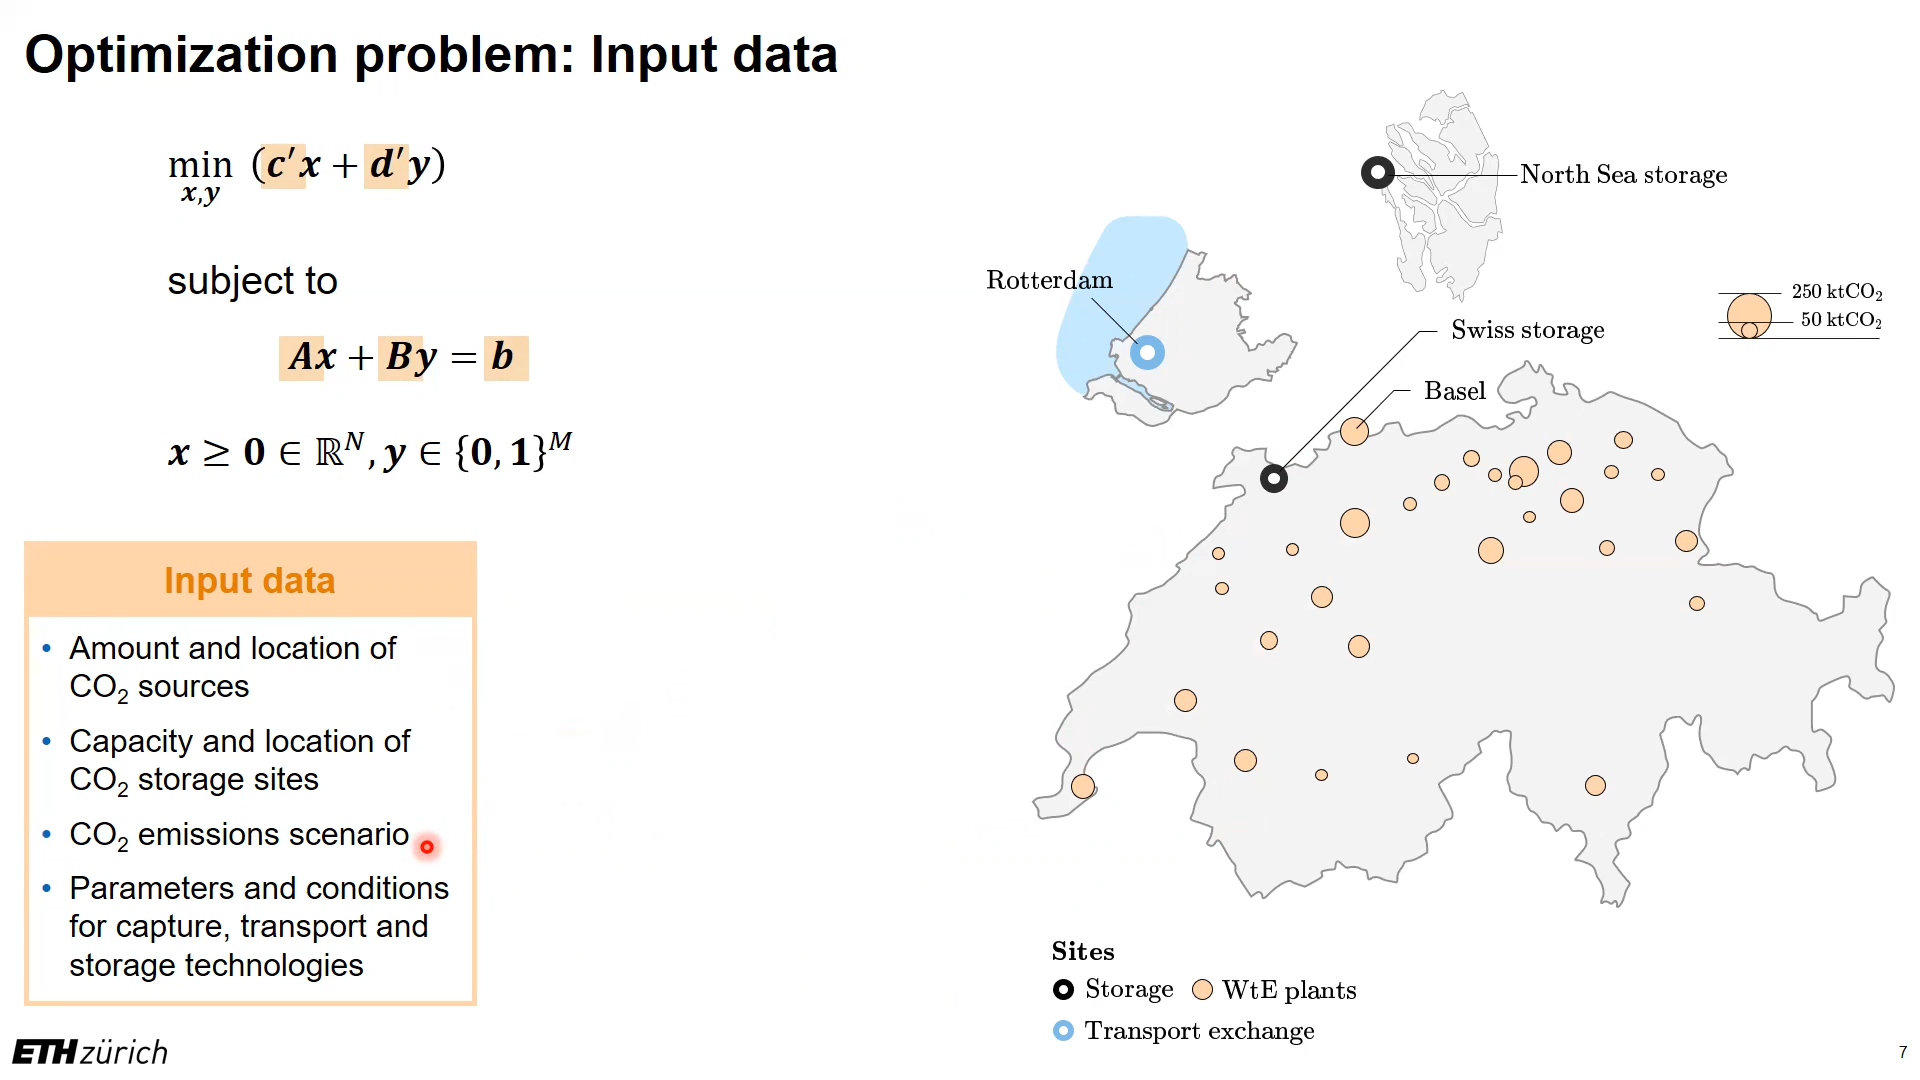 Optimization problem: Input data
min (c′x + d′y)
x,y
subject to
Ax + By = b
x ≥ 0 ∈ ℝ^N, y ∈ {0, 1}^M
Input data
• Amount and location of
CO₂ sources
• Capacity and location of
CO₂ storage sites
• CO₂ emissions scenario
• Parameters and conditions
for capture, transport and
storage technologies
North Sea storage
Rotterdam
250 ktCO₂
50 ktCO₂
Swiss storage
Basel
Sites
Storage WtE plants
Transport exchange
ETH zürich
7